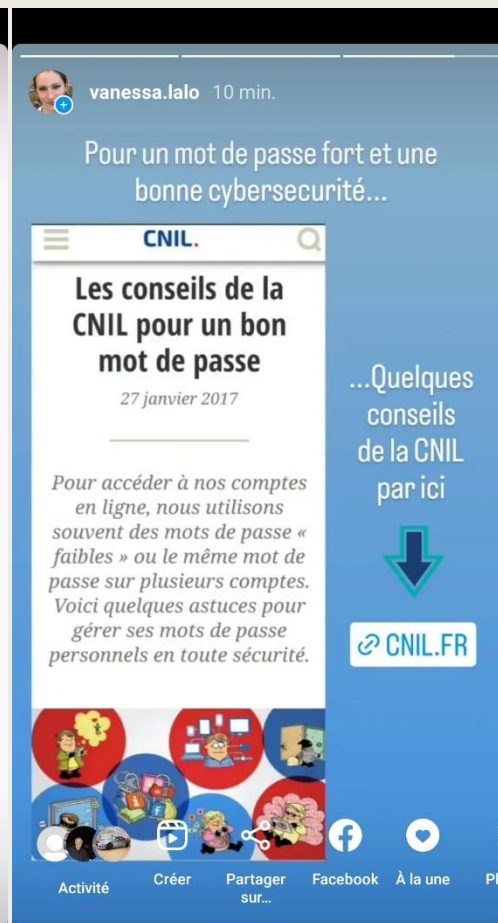 vanessa.lalo 10 min.
Pour un mot de passe fort et une
bonne cybersecurité...
CNIL.
Les conseils de la
CNIL pour un bon
mot de passe
27 janvier 2017
Pour accéder à nos comptes
en ligne, nous utilisons
souvent des mots de passe «
faibles » ou le même mot de
passe sur plusieurs comptes.
Voici quelques astuces pour
gérer ses mots de passe
personnels en toute sécurité.
...Quelques
conseils
de la CNIL
par ici
CNIL.FR
Activité
Créer
Partager
sur...
Facebook
À la une
Pl